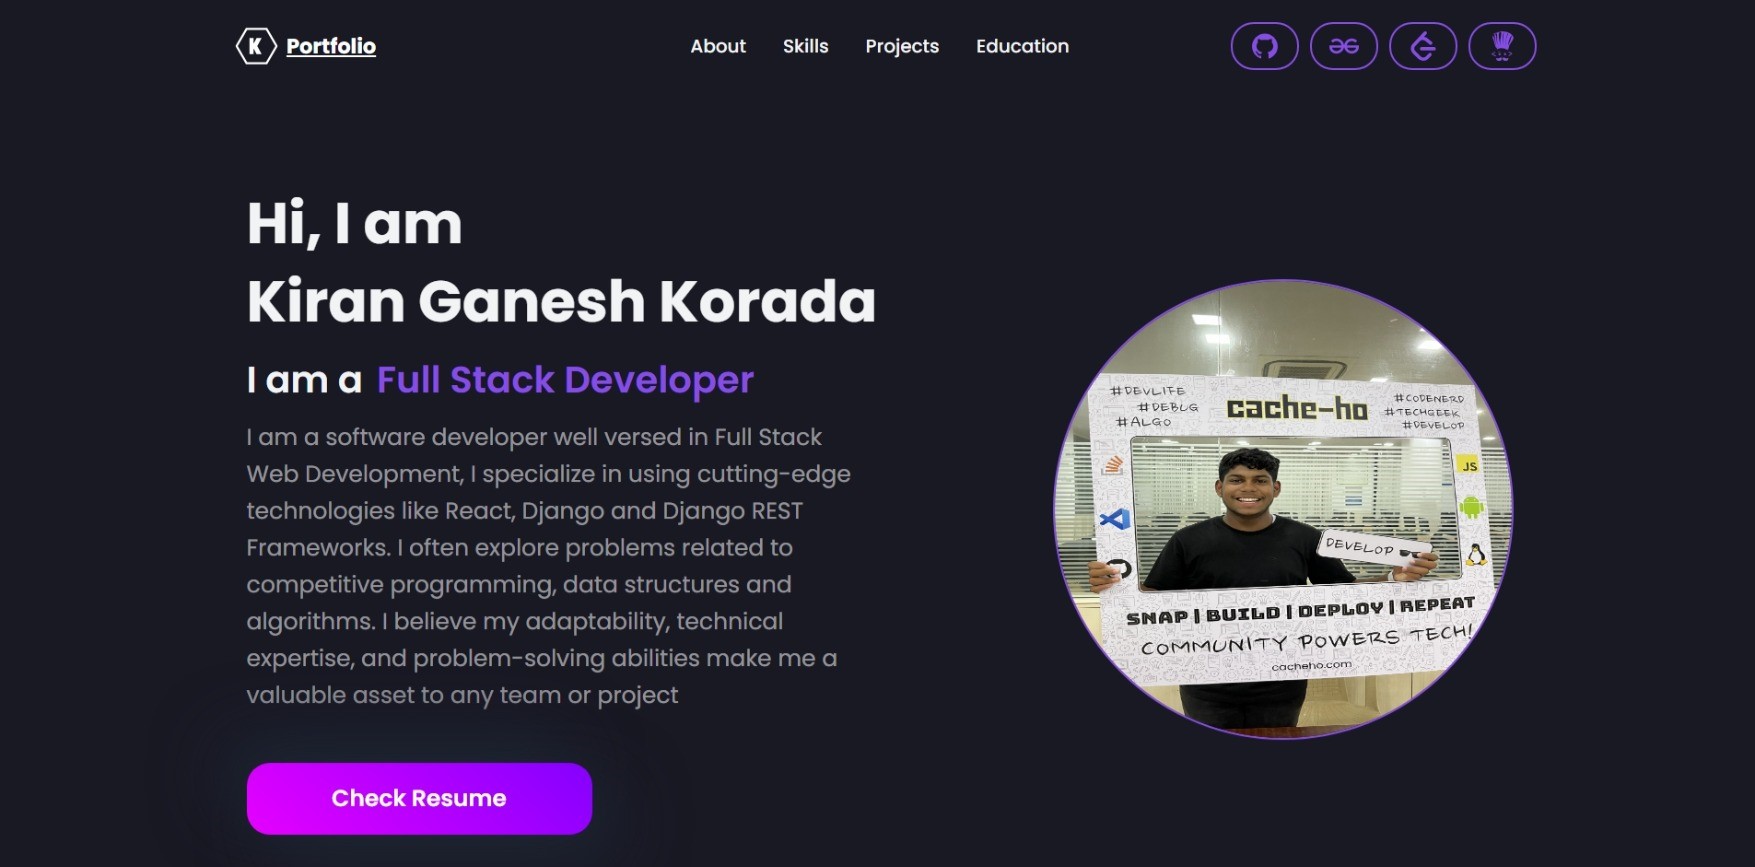 K Portfolio
About Skills Projects Education
Hi, I am
Kiran Ganesh Korada
I am a Full Stack Developer
I am a software developer well versed in Full Stack
Web Development, I specialize in using cutting-edge
technologies like React, Django and Django REST
Frameworks. I often explore problems related to
competitive programming, data structures and
algorithms. I believe my adaptability, technical
expertise, and problem-solving abilities make me a
valuable asset to any team or project
Check Resume
#DEVLIFE
#DEBUG
#ALGO
cache-ho
#CODENERD
#TECHGEEK
#DEVELOP
JS
DEVELOP
SNAP | BUILD | DEPLOY | REPEAT
COMMUNITY POWERS TECH!
cacheho.com